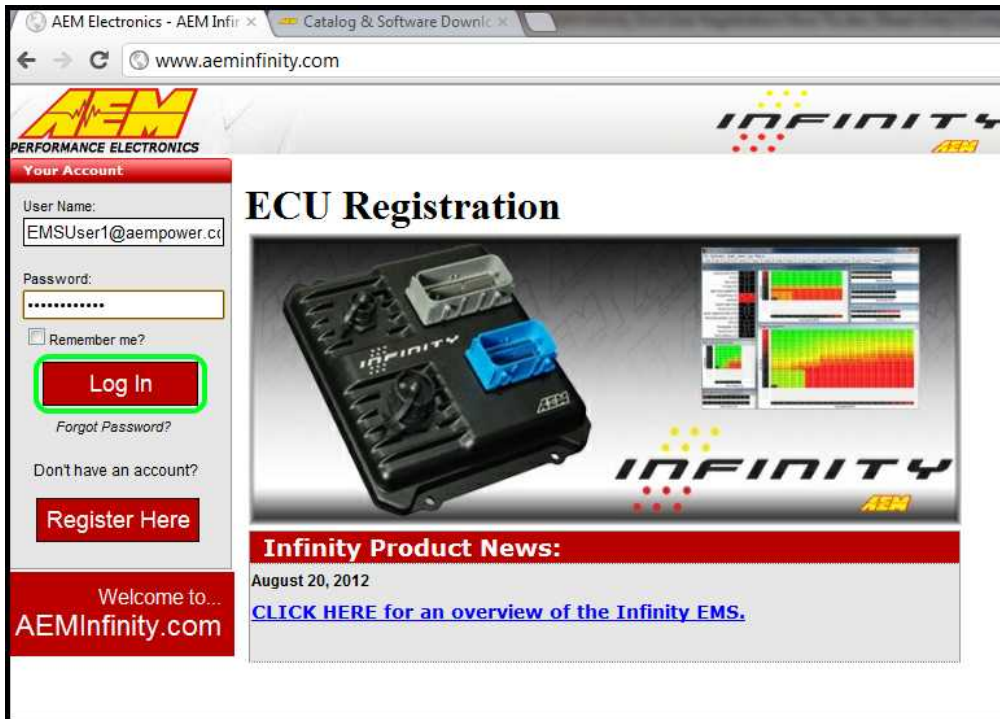 AEM Electronics - AEM Infir
Catalog & Software Downlc
www.aeminfinity.com
AEM
PERFORMANCE ELECTRONICS
INFINITY
AEM
Your Account
User Name:
EMSUser1@aempower.cc
Password:
••••••••••••
Remember me?
Log In
Forgot Password?
Don't have an account?
Register Here
Welcome to...
AEMInfinity.com
ECU Registration
INFINITY
AEM
INFINITY
AEM
Infinity Product News:
August 20, 2012
CLICK HERE for an overview of the Infinity EMS.